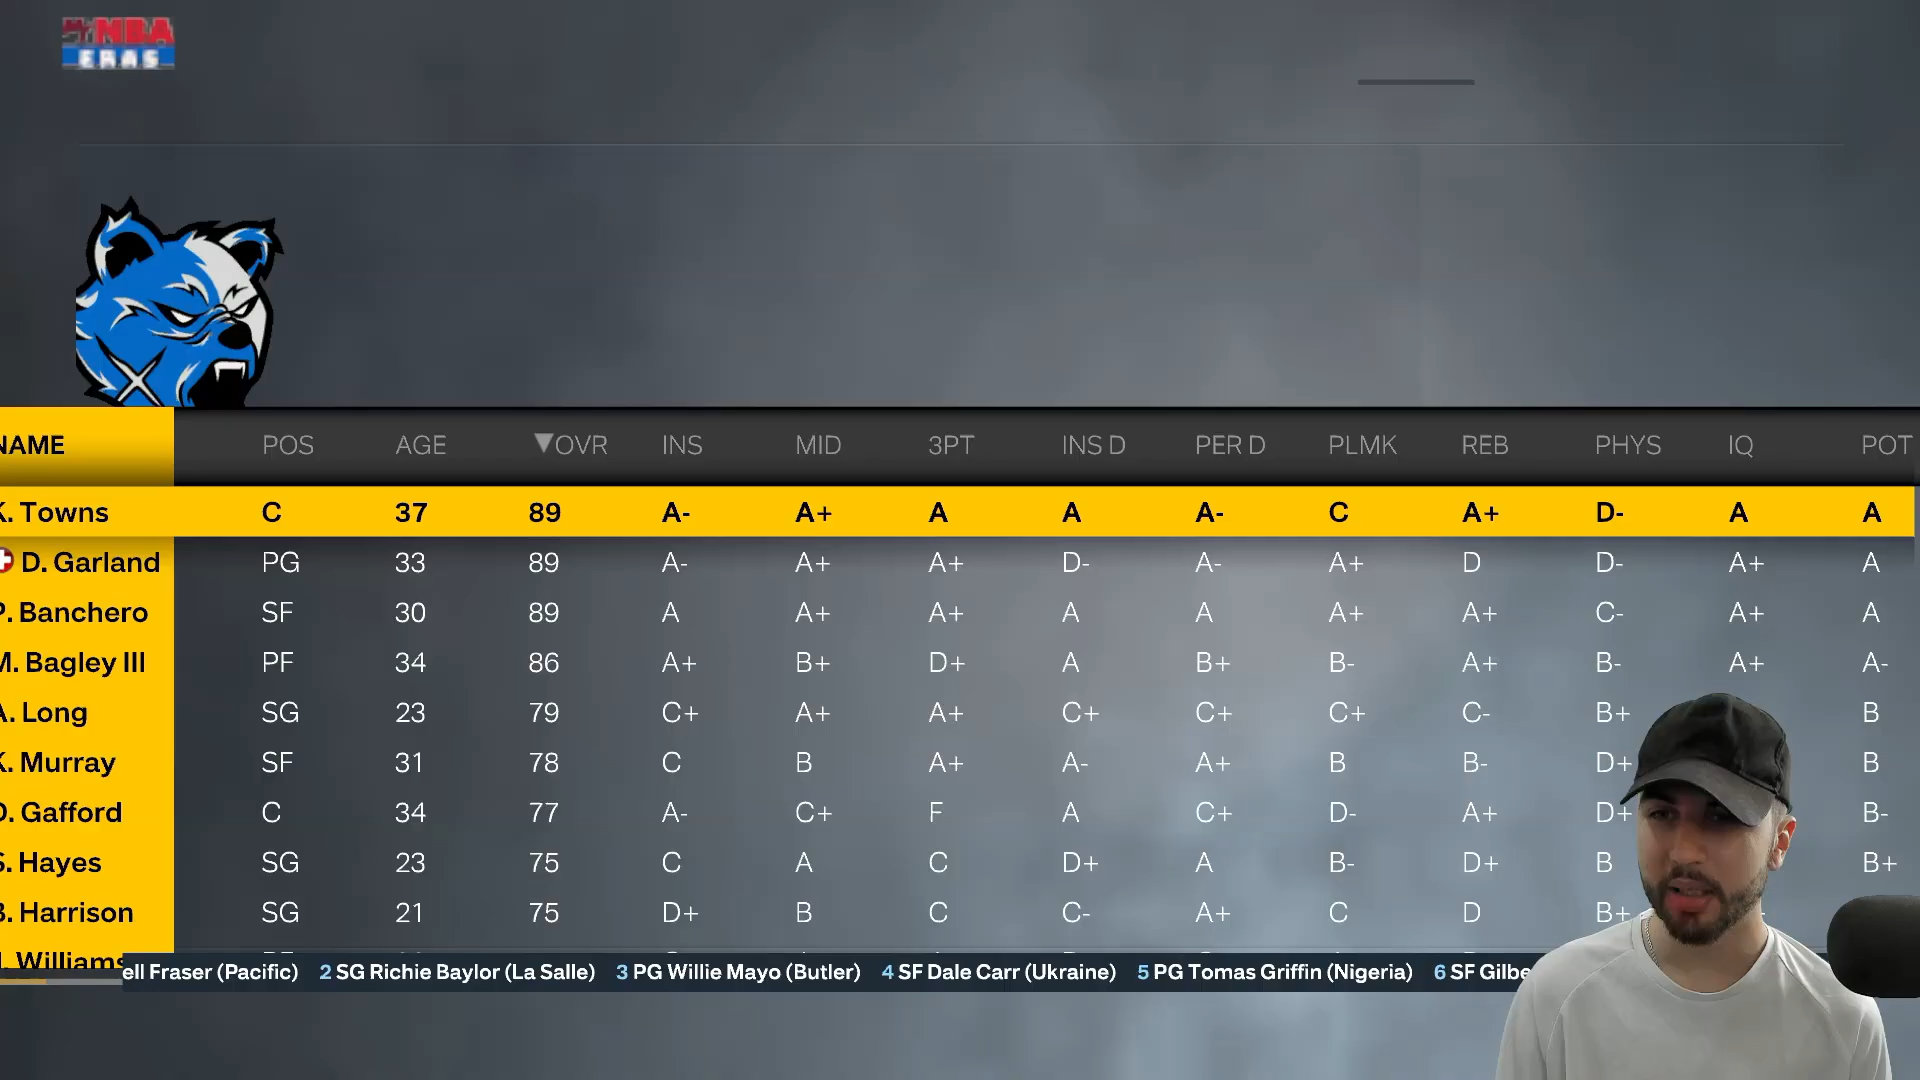 NBA
ERAS
NAME POS AGE ▼OVR INS MID 3PT INS D PER D PLMK REB PHYS IQ POT
K. Towns C 37 89 A- A+ A A A- C A+ D- A A
D. Garland PG 33 89 A- A+ A+ D- A- A+ D D- A+ A
P. Banchero SF 30 89 A A+ A+ A A A+ A+ C- A+ A
M. Bagley III PF 34 86 A+ B+ D+ A B+ B- A+ B- A+ A-
A. Long SG 23 79 C+ A+ A+ C+ C+ C+ C- B+ B
K. Murray SF 31 78 C B A+ A- A+ B B- D+ B
D. Gafford C 34 77 A- C+ F A C+ D- A+ D+ B-
S. Hayes SG 23 75 C A C D+ A B- D+ B B+
B. Harrison SG 21 75 D+ B C C- A+ C D B+
Williams
ell Fraser (Pacific) 2 SG Richie Baylor (La Salle) 3 PG Willie Mayo (Butler) 4 SF Dale Carr (Ukraine) 5 PG Tomas Griffin (Nigeria) 6 SF Gilbe